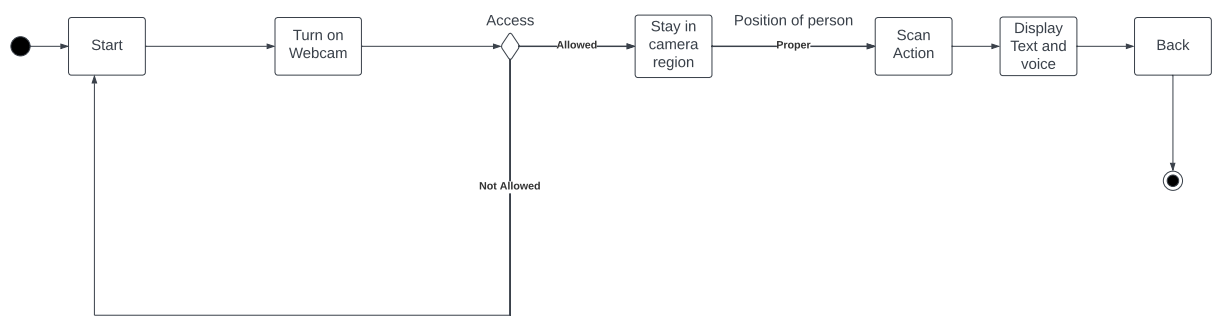 Start
Turn on
Webcam
Access
Allowed
Not Allowed
Stay in
camera
region
Position of person
Proper
Scan
Action
Display
Text and
voice
Back